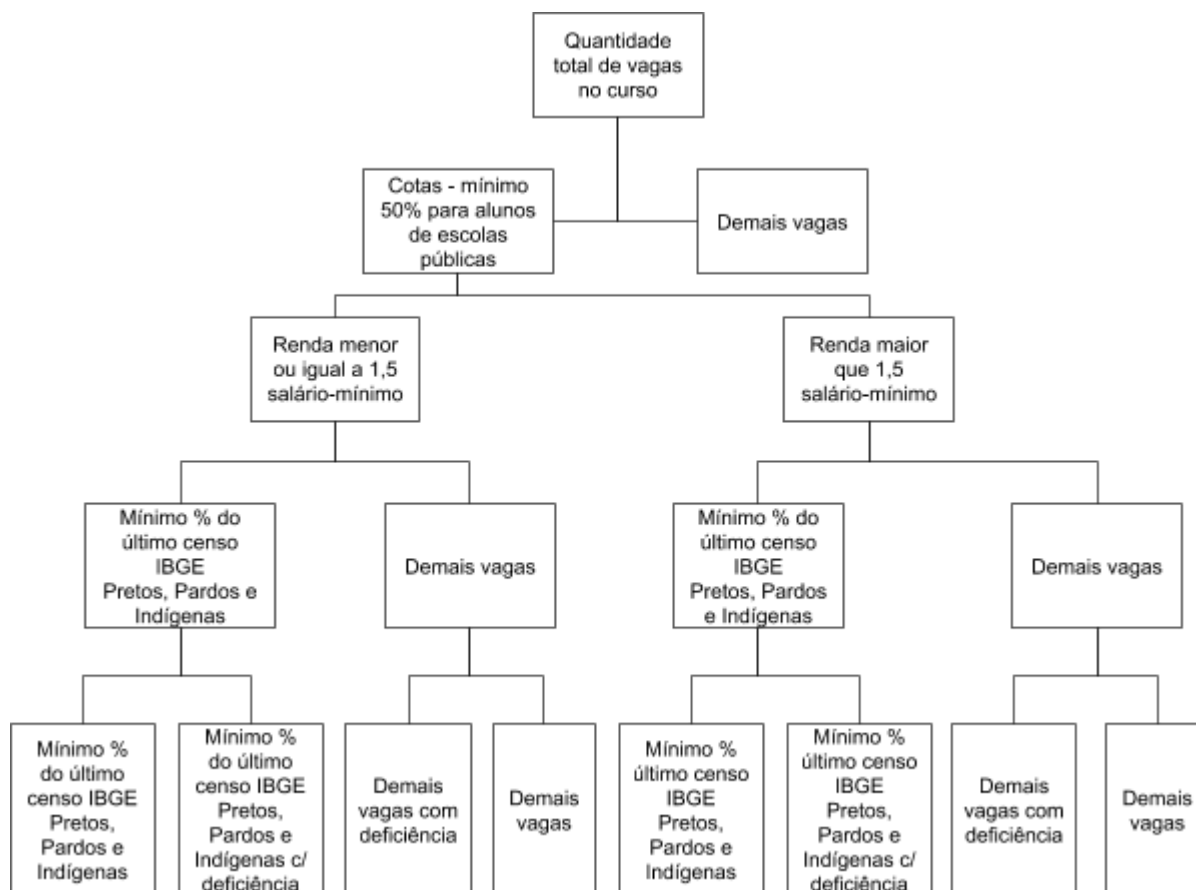 Quantidade
total de vagas
no curso
Cotas - mínimo
50% para alunos
de escolas
públicas
Demais vagas
Renda menor
ou igual a 1,5
salário-mínimo
Renda maior
que 1,5
salário-mínimo
Mínimo % do
último censo
IBGE
Pretos, Pardos e
Indígenas
Demais vagas
Mínimo % do
último censo
IBGE
Pretos, Pardos
e Indígenas
Demais vagas
Mínimo %
do último
censo IBGE
Pretos,
Pardos e
Indígenas
Mínimo %
do último
censo IBGE
Pretos,
Pardos e
Indígenas c/
deficiência
Demais
vagas com
deficiência
Demais
vagas
Mínimo %
último censo
IBGE
Pretos,
Pardos e
Indígenas
Mínimo %
último censo
IBGE
Pretos,
Pardos e
Indígenas c/
deficiência
Demais
vagas com
deficiência
Demais
vagas